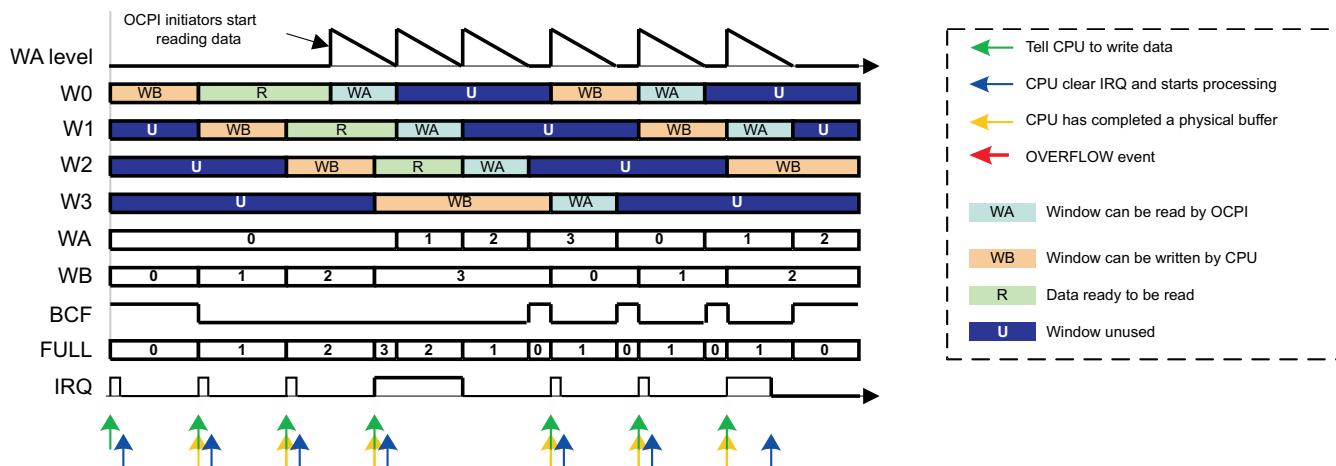 OCPI initiators start
reading data
WA level
W0 WB R WA U WB WA U
W1 U WB R WA U WB WA U
W2 U WB R WA U WB
W3 U WB WA U
WA 0 1 2 3 0 1 2
WB 0 1 2 3 0 1 2
BCF
FULL 0 1 2 3 2 1 0 1 0 1 0 1 0
IRQ
Tell CPU to write data
CPU clear IRQ and starts processing
CPU has completed a physical buffer
OVERFLOW event
WA Window can be read by OCPI
WB Window can be written by CPU
R Data ready to be read
U Window unused